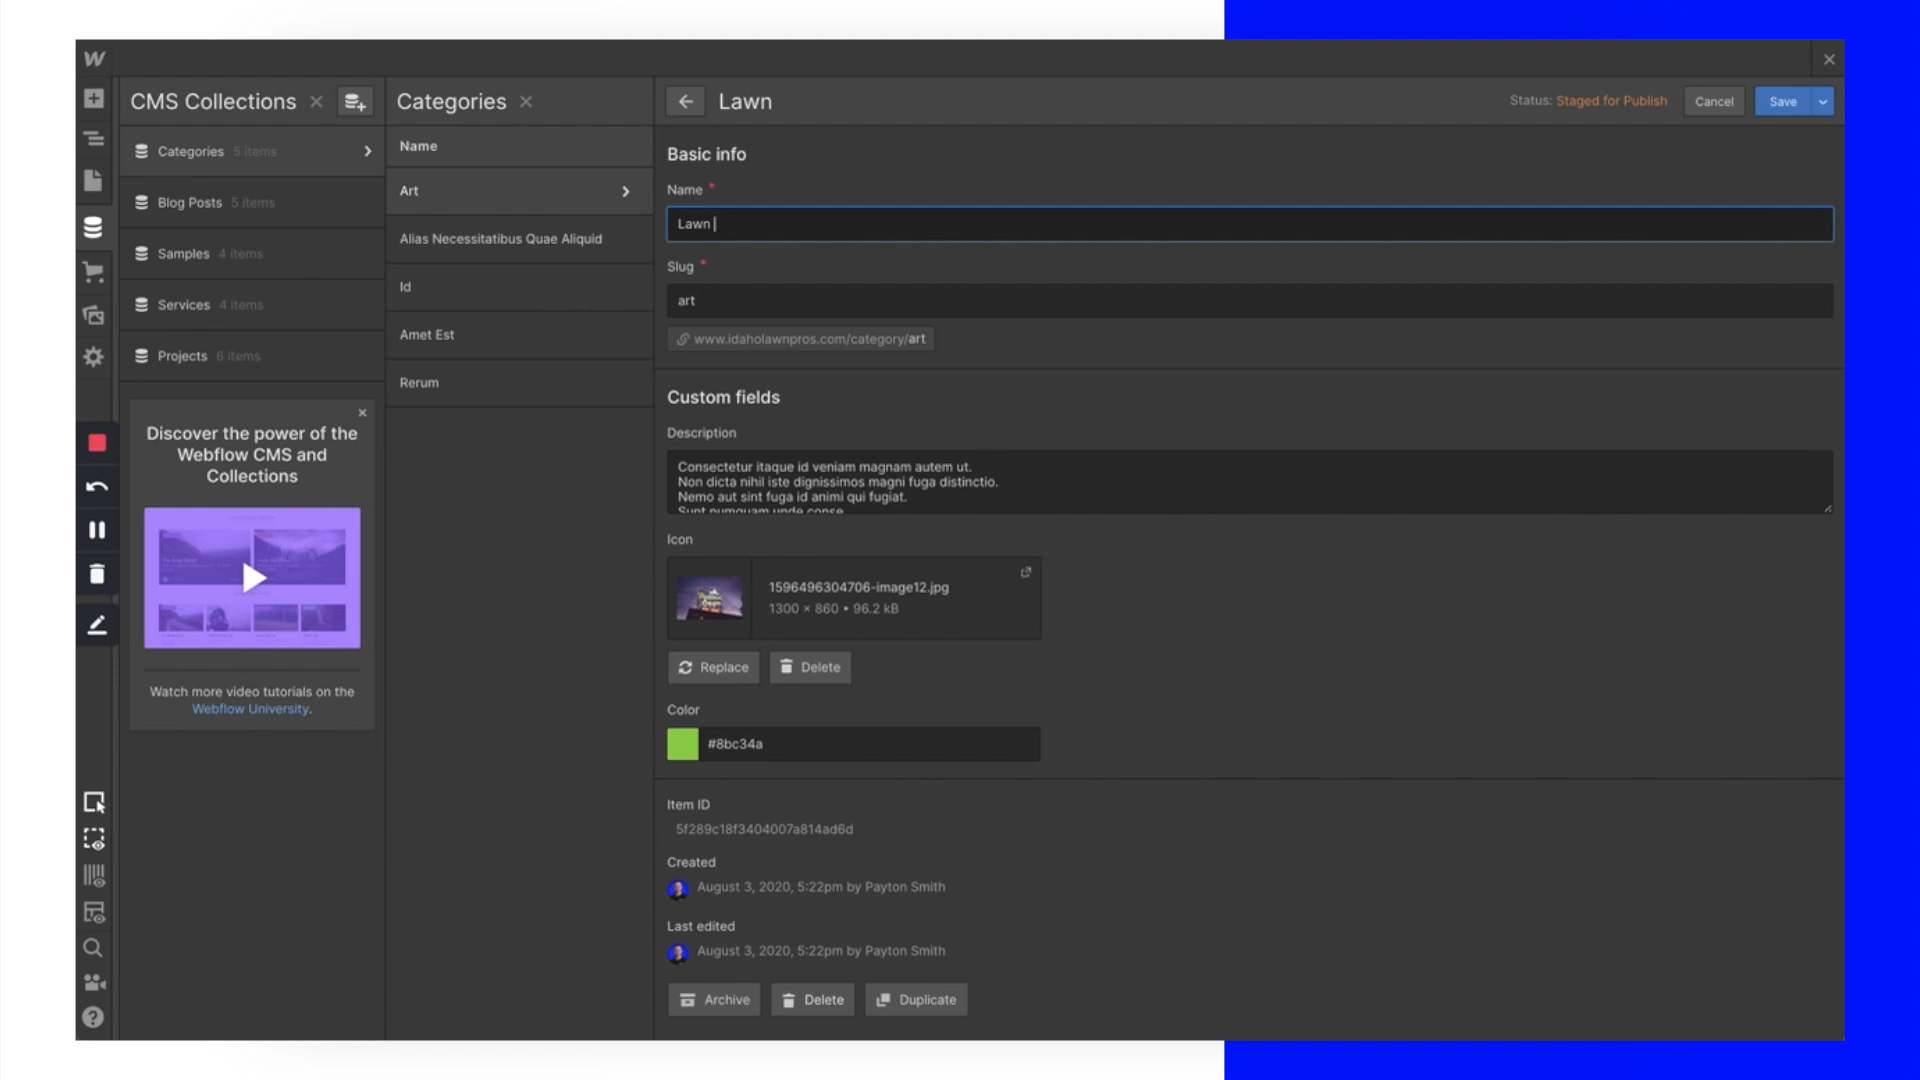 CMS Collections
Categories 5 items
Blog Posts 5 items
Samples 4 items
Services 4 items
Projects 6 items
Discover the power of the
Webflow CMS and
Collections
Watch more video tutorials on the
Webflow University.
Categories
Name
Art
Alias Necessitatibus Quae Aliquid
Id
Amet Est
Rerum
Lawn
Status: Staged for Publish
Cancel
Save
Basic info
Name *
Lawn
Slug *
art
www.idaholawnpros.com/category/art
Custom fields
Description
Consectetur itaque id veniam magnam autem ut.
Non dicta nihil iste dignissimos magni fuga distinctio.
Nemo aut sint fuga id animi qui fugiat.
Sunt numquam unde conse
Icon
1596496304706-image12.jpg
1300 × 860 • 96.2 kB
Replace
Delete
Color
#8bc34a
Item ID
5f289c18f3404007a814ad6d
Created
August 3, 2020, 5:22pm by Payton Smith
Last edited
August 3, 2020, 5:22pm by Payton Smith
Archive
Delete
Duplicate